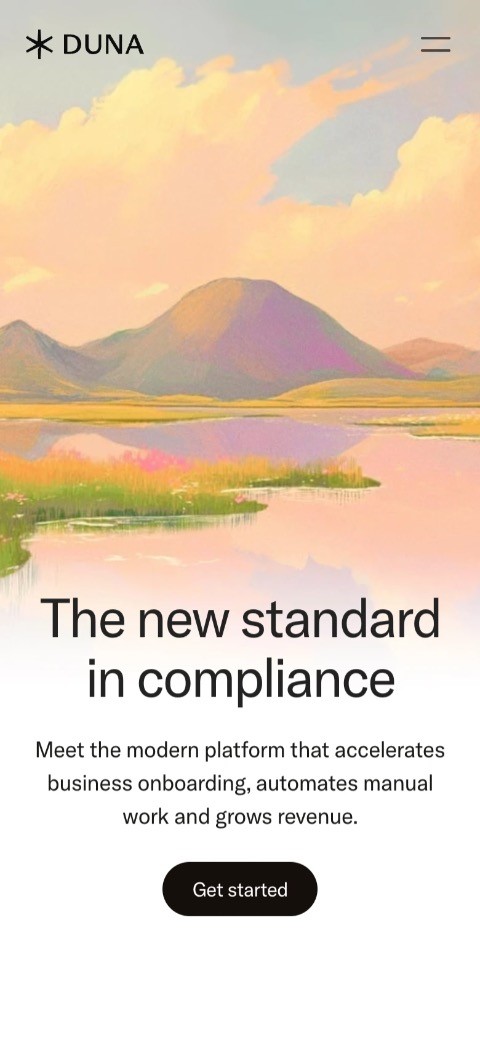 DUNA
The new standard
in compliance
Meet the modern platform that accelerates
business onboarding, automates manual
work and grows revenue.
Get started